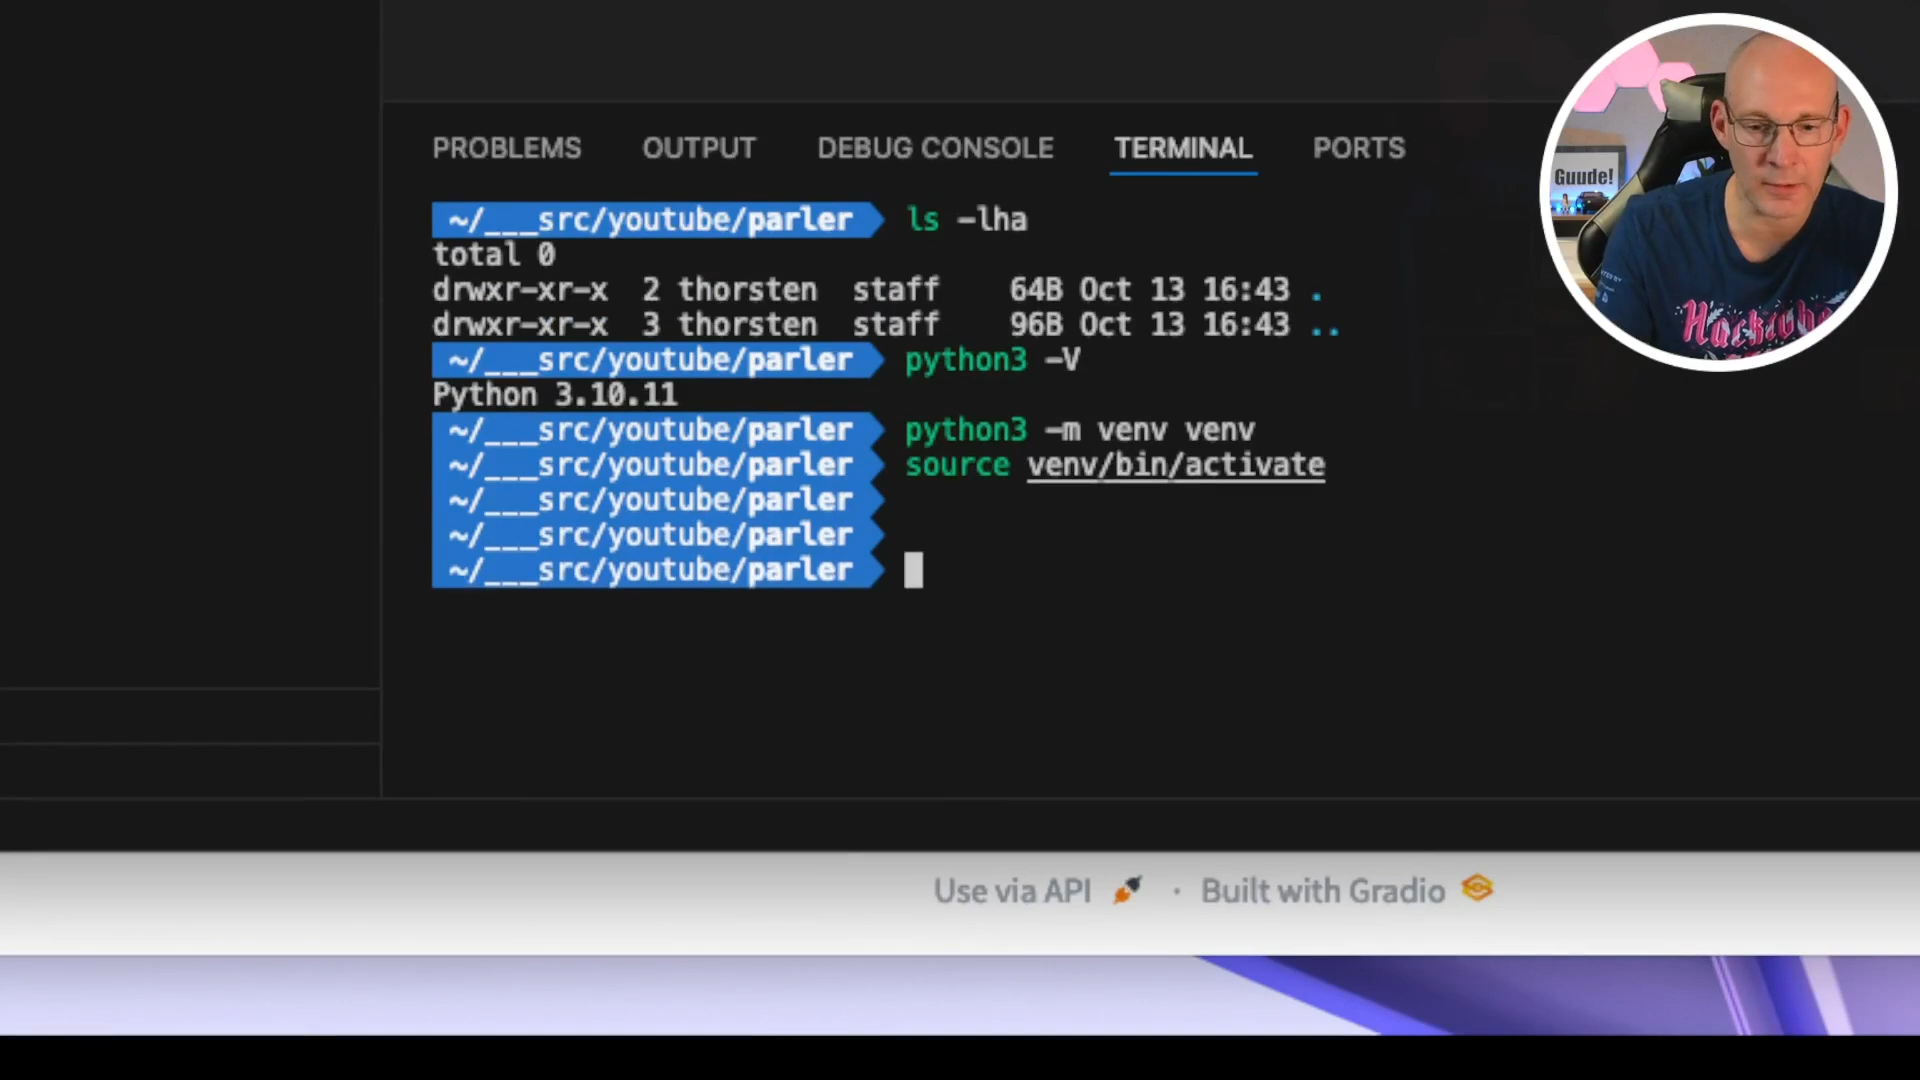 PROBLEMS OUTPUT DEBUG CONSOLE TERMINAL PORTS
~/___src/youtube/parler ls -lha
total 0
drwxr-xr-x 2 thorsten staff 64B Oct 13 16:43 .
drwxr-xr-x 3 thorsten staff 96B Oct 13 16:43 ..
~/___src/youtube/parler python3 -V
Python 3.10.11
~/___src/youtube/parler python3 -m venv venv
~/___src/youtube/parler source venv/bin/activate
~/___src/youtube/parler
~/___src/youtube/parler
~/___src/youtube/parler
Use via API · Built with Gradio
Guude!